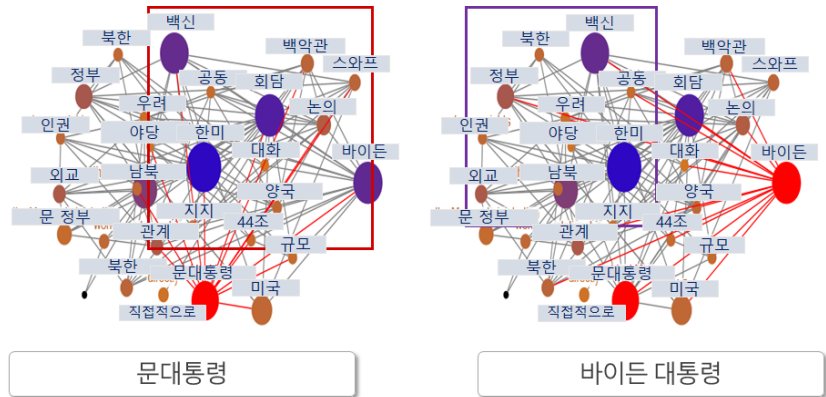 백신
북한
백악관
스와프
정부
공동
회담
우려
논의
인권
야당
한미
대화
바이든
외교
남북
양국
문 정부
지지
44조
관계
규모
북한
문대통령
미국
직접적으로
문대통령
백신
북한
백악관
스와프
정부
공동
회담
우려
논의
인권
야당
한미
대화
바이든
외교
남북
양국
문 정부
지지
44조
관계
규모
북한
문대통령
미국
직접적으로
바이든 대통령